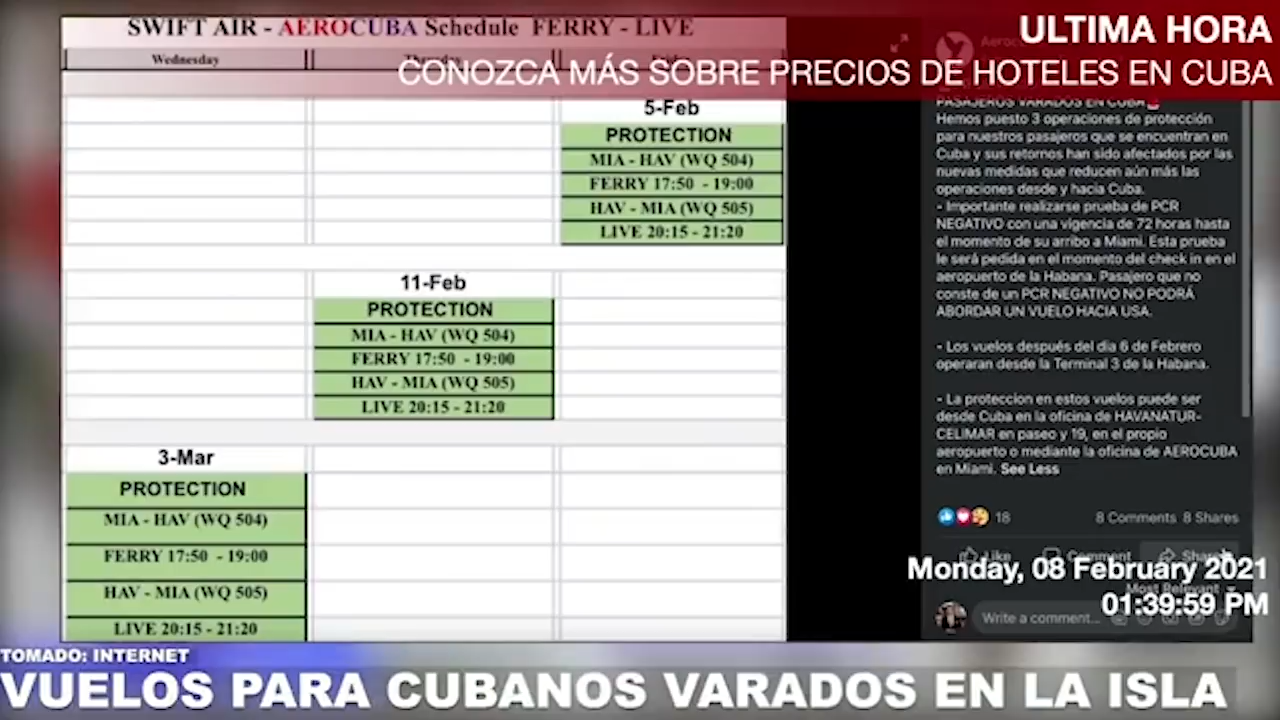 SWIFT AIR - AEROCUBA Schedule FERRY - LIVE
ULTIMA HORA
CONOZCA MÁS SOBRE PRECIOS DE HOTELES EN CUBA
Wednesday
5-Feb
PROTECTION
MIA - HAV (WQ 504)
FERRY 17:50 - 19:00
HAV - MIA (WQ 505)
LIVE 20:15 - 21:20
11-Feb
PROTECTION
MIA - HAV (WQ 504)
FERRY 17:50 - 19:00
HAV - MIA (WQ 505)
LIVE 20:15 - 21:20
3-Mar
PROTECTION
MIA - HAV (WQ 504)
FERRY 17:50 - 19:00
HAV - MIA (WQ 505)
LIVE 20:15 - 21:20
PASAJEROS VARADOS EN CUBA
Hemos puesto 3 operaciones de protección
para nuestros pasajeros que se encuentran en
Cuba y sus retornos han sido afectados por las
nuevas medidas que reducen aún más las
operaciones desde y hacia Cuba.
- Importante realizarse prueba de PCR
NEGATIVO con una vigencia de 72 horas hasta
el momento de su arribo a Miami. Esta prueba
le será pedida en el momento del check in en el
aeropuerto de la Habana. Pasajero que no
conste de un PCR NEGATIVO NO PODRÁ
ABORDAR UN VUELO HACIA USA.
- Los vuelos después del dia 6 de Febrero
operaran desde la Terminal 3 de la Habana.
- La proteccion en estos vuelos puede ser
desde Cuba en la oficina de HAVANATUR-
CELIMAR en paseo y 19, en el propio
aeropuerto o mediante la oficina de AEROCUBA
en Miami. See Less
18 8 Comments 8 Shares
Like Comment Share
Monday, 08 February 2021
Most Relevant
01:39:59 PM
Write a comment...
TOMADO: INTERNET
VUELOS PARA CUBANOS VARADOS EN LA ISLA